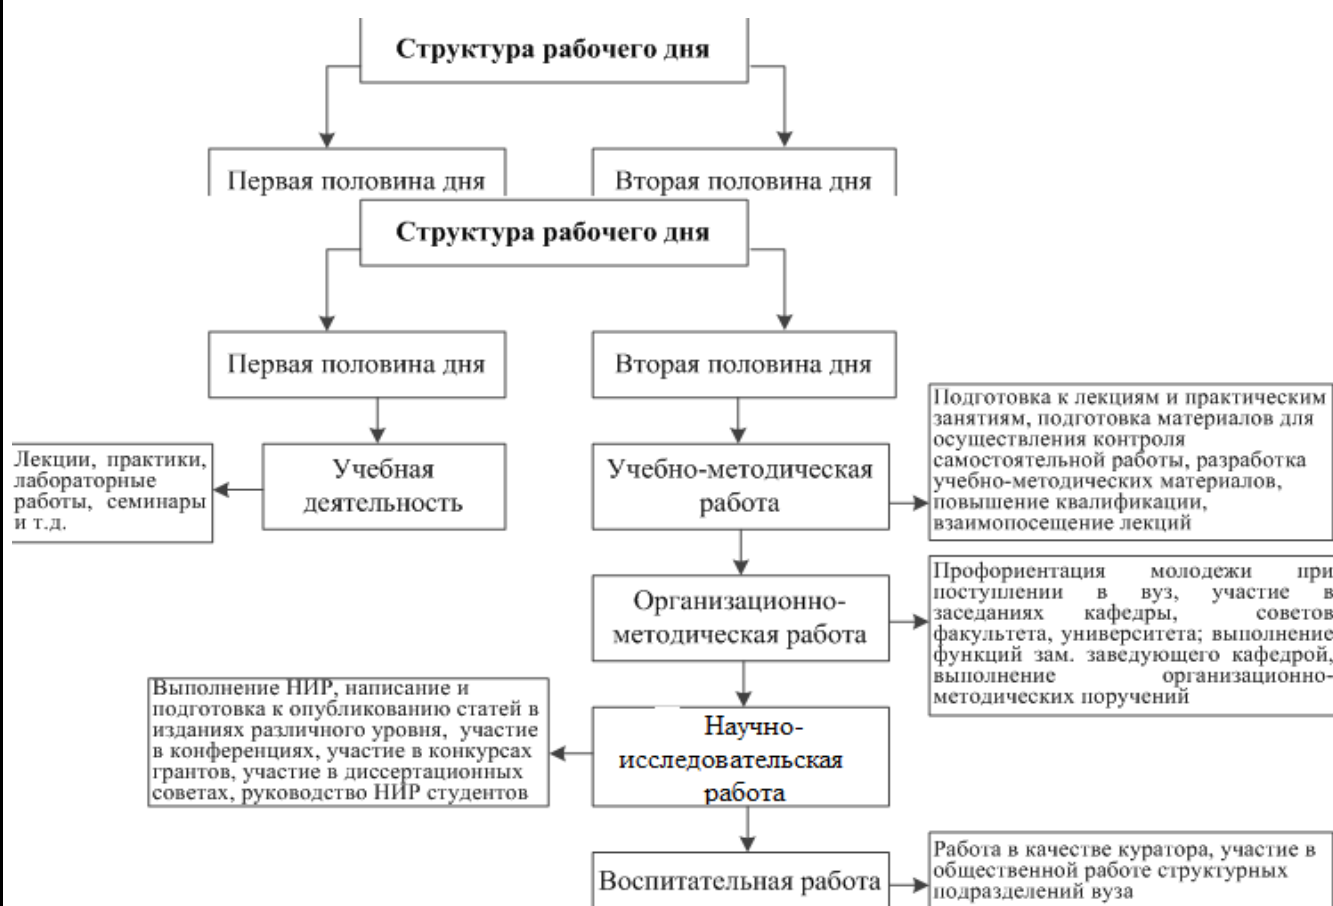 Структура рабочего дня
Первая половина дня
Вторая половина дня
Структура рабочего дня
Первая половина дня
Вторая половина дня
Учебная
деятельность
Лекции, практики,
лабораторные
работы, семинары
и т.д.
Учебно-методическая
работа
Подготовка к лекциям и практическим
занятиям, подготовка материалов для
осуществления контроля
самостоятельной работы, разработка
учебно-методических материалов,
повышение квалификации,
взаимопосещение лекций
Организационно-
методическая работа
Профориентация молодежи при
поступлении в вуз, участие в
заседаниях кафедры, советов
факультета, университета; выполнение
функций зам. заведующего кафедрой,
выполнение организационно-
методических поручений
Научно-
исследовательская
работа
Выполнение НИР, написание и
подготовка к опубликованию статей в
изданиях различного уровня, участие
в конференциях, участие в конкурсах
грантов, участие в диссертационных
советах, руководство НИР студентов
Воспитательная работа
Работа в качестве куратора, участие в
общественной работе структурных
подразделений вуза